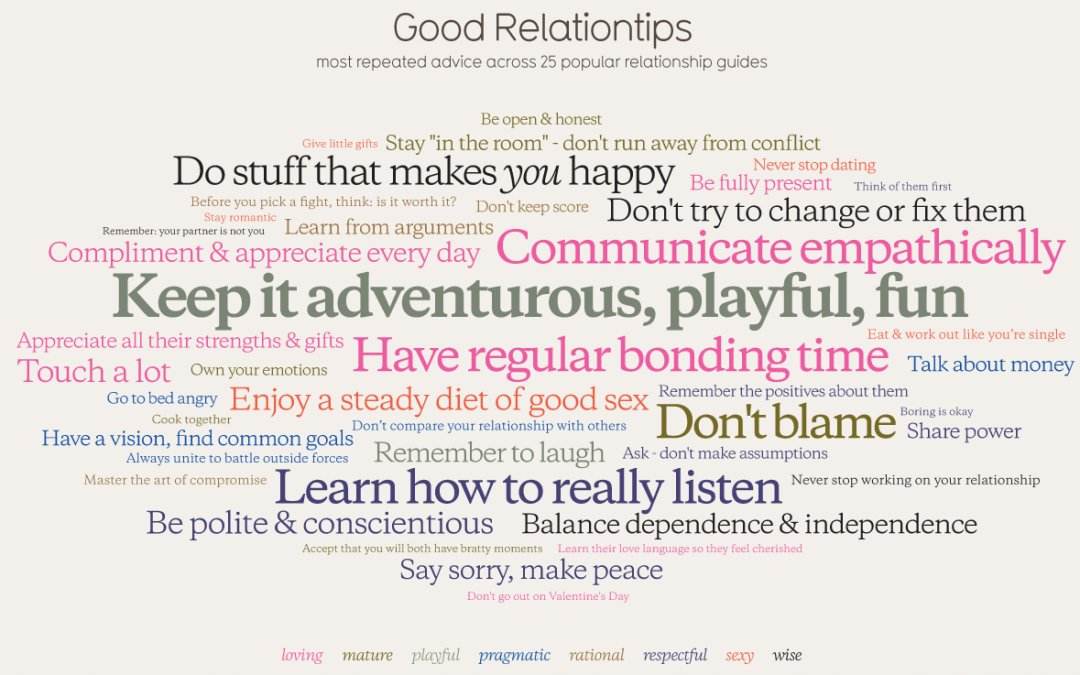 Good Relationtips
most repeated advice across 25 popular relationship guides
Be open & honest
Give little gifts
Stay "in the room" - don't run away from conflict
Do stuff that makes you happy
Never stop dating
Be fully present
Think of them first
Before you pick a fight, think: is it worth it?
Don't keep score
Don't try to change or fix them
Stay romantic
Learn from arguments
Remember: your partner is not you
Compliment & appreciate every day
Communicate empathically
Keep it adventurous, playful, fun
Eat & work out like you're single
Appreciate all their strengths & gifts
Have regular bonding time
Talk about money
Touch a lot
Own your emotions
Go to bed angry
Enjoy a steady diet of good sex
Remember the positives about them
Cook together
Don't compare your relationship with others
Don't blame
Boring is okay
Share power
Have a vision, find common goals
Always unite to battle outside forces
Remember to laugh
Ask - don't make assumptions
Master the art of compromise
Learn how to really listen
Never stop working on your relationship
Be polite & conscientious
Balance dependence & independence
Accept that you will both have bratty moments
Learn their love language so they feel cherished
Say sorry, make peace
Don't go out on Valentine's Day
loving mature playful pragmatic rational respectful sexy wise